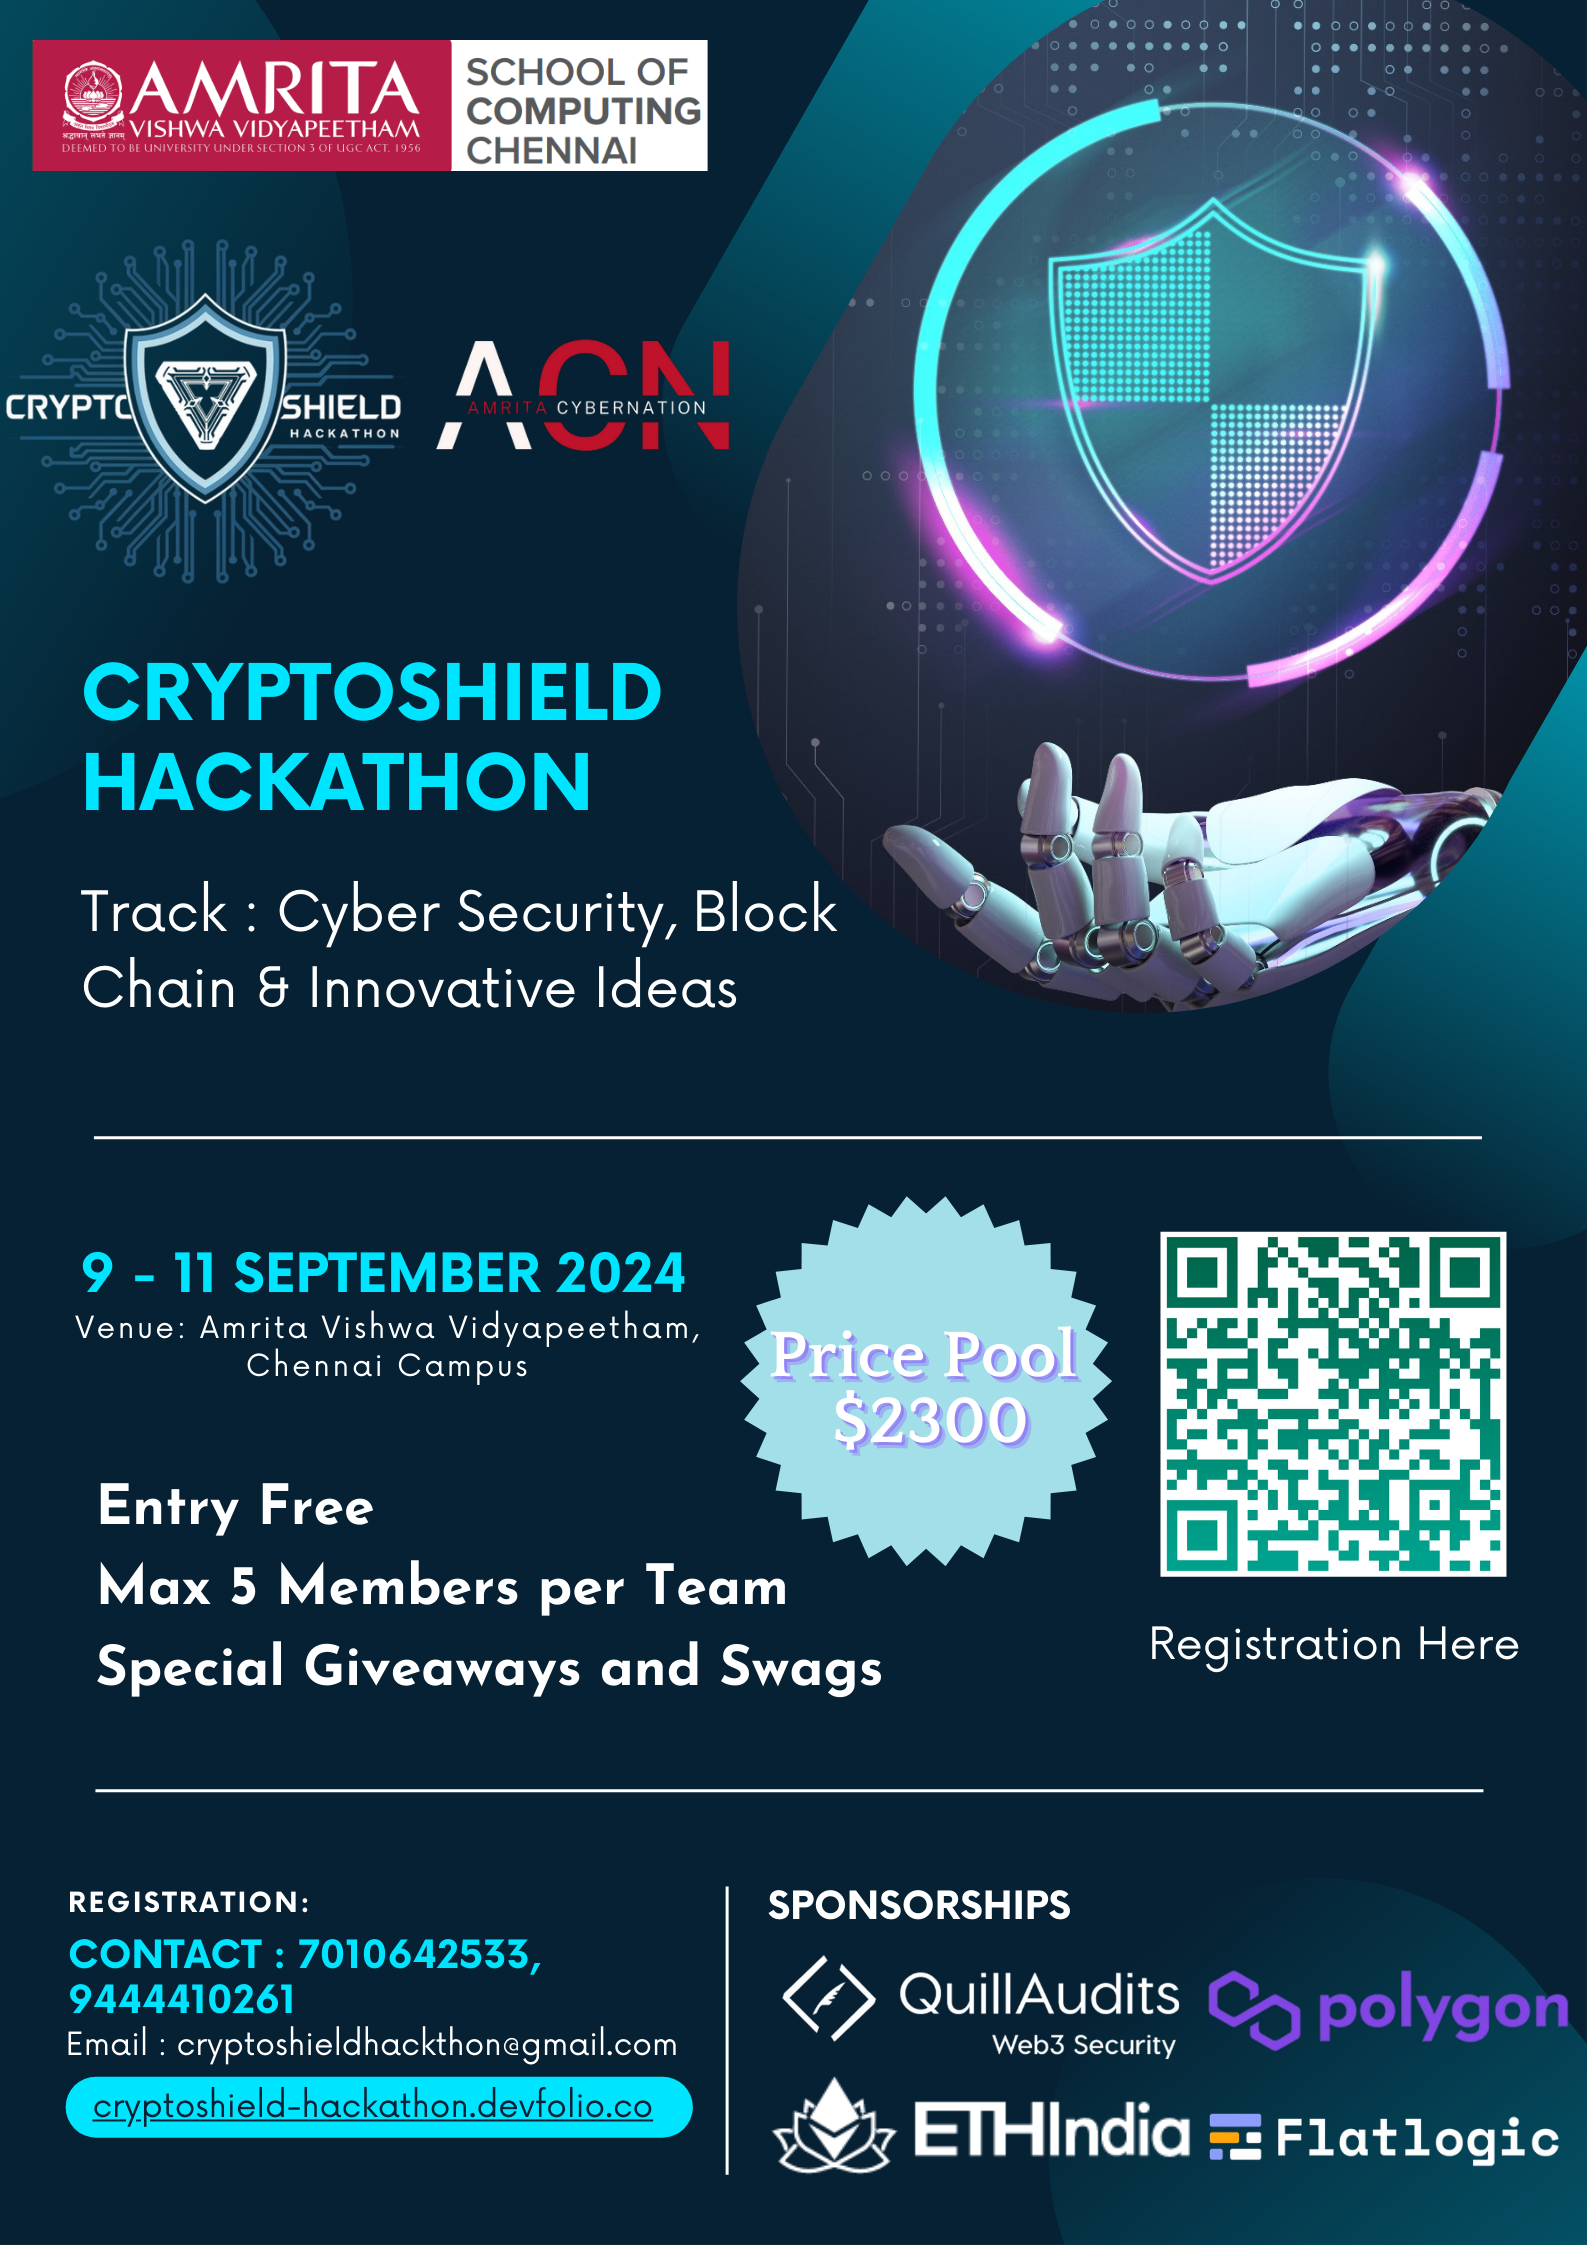 AMRITA
VISHWA VIDYAPEETHAM
DEEMED TO BE UNIVERSITY UNDER SECTION 3 OF UGC ACT, 1956
श्रद्धावान् लभते ज्ञानम्
SCHOOL OF
COMPUTING
CHENNAI
CRYPTO SHIELD
HACKATHON
ACN
AMRITA CYBERNATION
CRYPTOSHIELD
HACKATHON
Track : Cyber Security, Block
Chain & Innovative Ideas
9 - 11 SEPTEMBER 2024
Venue: Amrita Vishwa Vidyapeetham,
Chennai Campus
Price Pool
$2300
Entry Free
Max 5 Members per Team
Special Giveaways and Swags
Registration Here
REGISTRATION:
CONTACT : 7010642533,
9444410261
Email : cryptoshieldhackthon@gmail.com
cryptoshield-hackathon.devfolio.co
SPONSORSHIPS
QuillAudits
Web3 Security
polygon
ETHIndia
Flatlogic